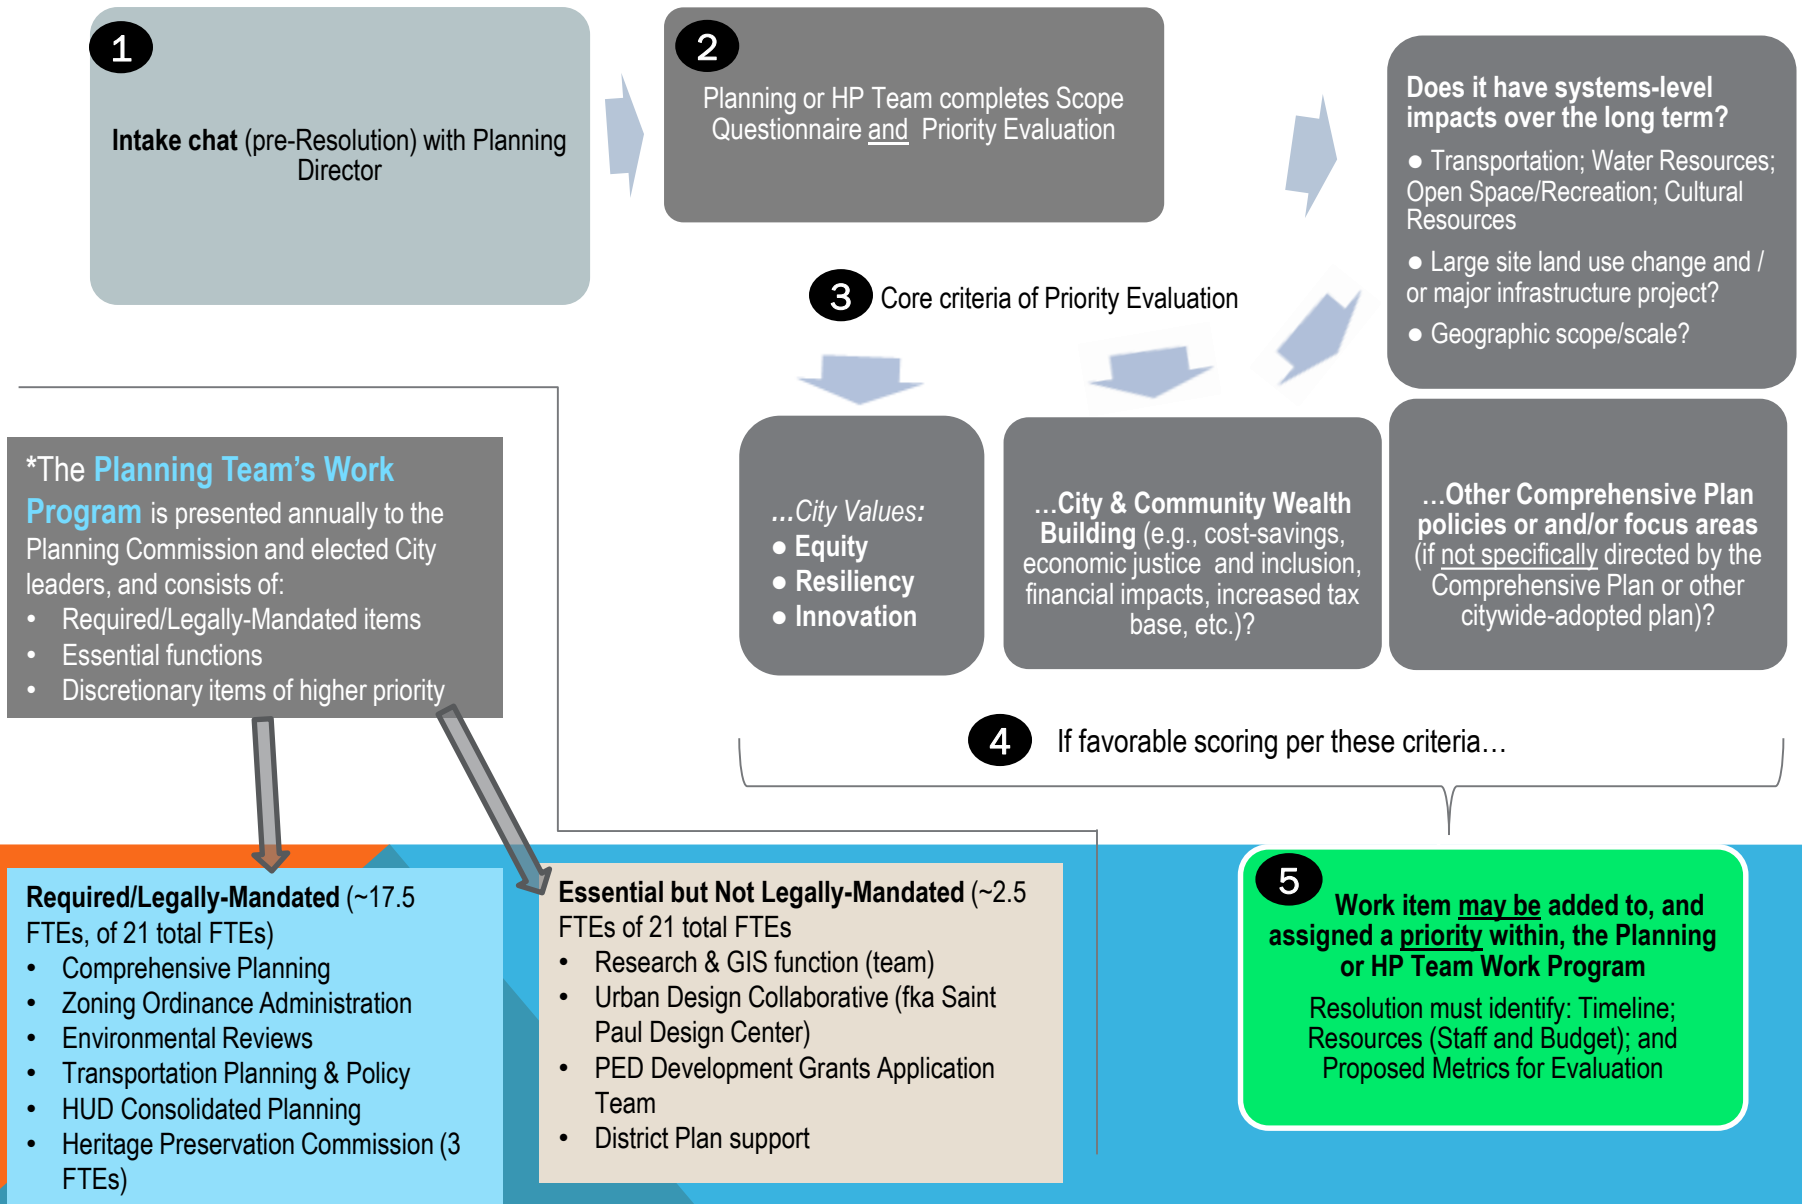 1
Intake chat (pre-Resolution) with Planning
Director
2
Planning or HP Team completes Scope
Questionnaire and Priority Evaluation
Does it have systems-level
impacts over the long term?
● Transportation; Water Resources;
Open Space/Recreation; Cultural
Resources
● Large site land use change and /
or major infrastructure project?
● Geographic scope/scale?
3 Core criteria of Priority Evaluation
...City Values:
● Equity
● Resiliency
● Innovation
...City & Community Wealth
Building (e.g., cost-savings,
economic justice and inclusion,
financial impacts, increased tax
base, etc.)?
...Other Comprehensive Plan
policies or and/or focus areas
(if not specifically directed by the
Comprehensive Plan or other
citywide-adopted plan)?
4 If favorable scoring per these criteria...
5
Work item may be added to, and
assigned a priority within, the Planning
or HP Team Work Program
Resolution must identify: Timeline;
Resources (Staff and Budget); and
Proposed Metrics for Evaluation
*The Planning Team's Work
Program is presented annually to the
Planning Commission and elected City
leaders, and consists of:
• Required/Legally-Mandated items
• Essential functions
• Discretionary items of higher priority
Required/Legally-Mandated (~17.5
FTEs, of 21 total FTEs)
• Comprehensive Planning
• Zoning Ordinance Administration
• Environmental Reviews
• Transportation Planning & Policy
• HUD Consolidated Planning
• Heritage Preservation Commission (3
FTEs)
Essential but Not Legally-Mandated (~2.5
FTEs of 21 total FTEs
• Research & GIS function (team)
• Urban Design Collaborative (fka Saint
Paul Design Center)
• PED Development Grants Application
Team
• District Plan support